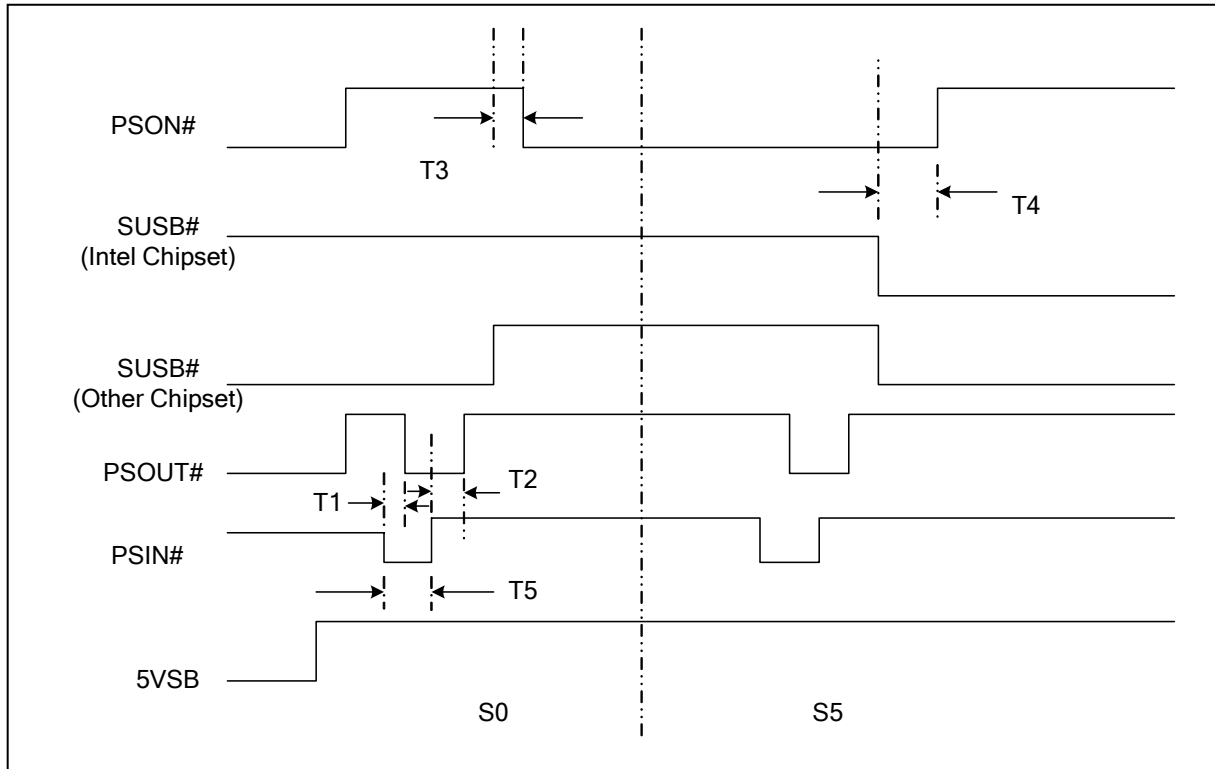 PSON#
T3
T4
SUSB#
(Intel Chipset)
SUSB#
(Other Chipset)
PSOUT#
T1
T2
PSIN#
T5
5VSB
S0
S5